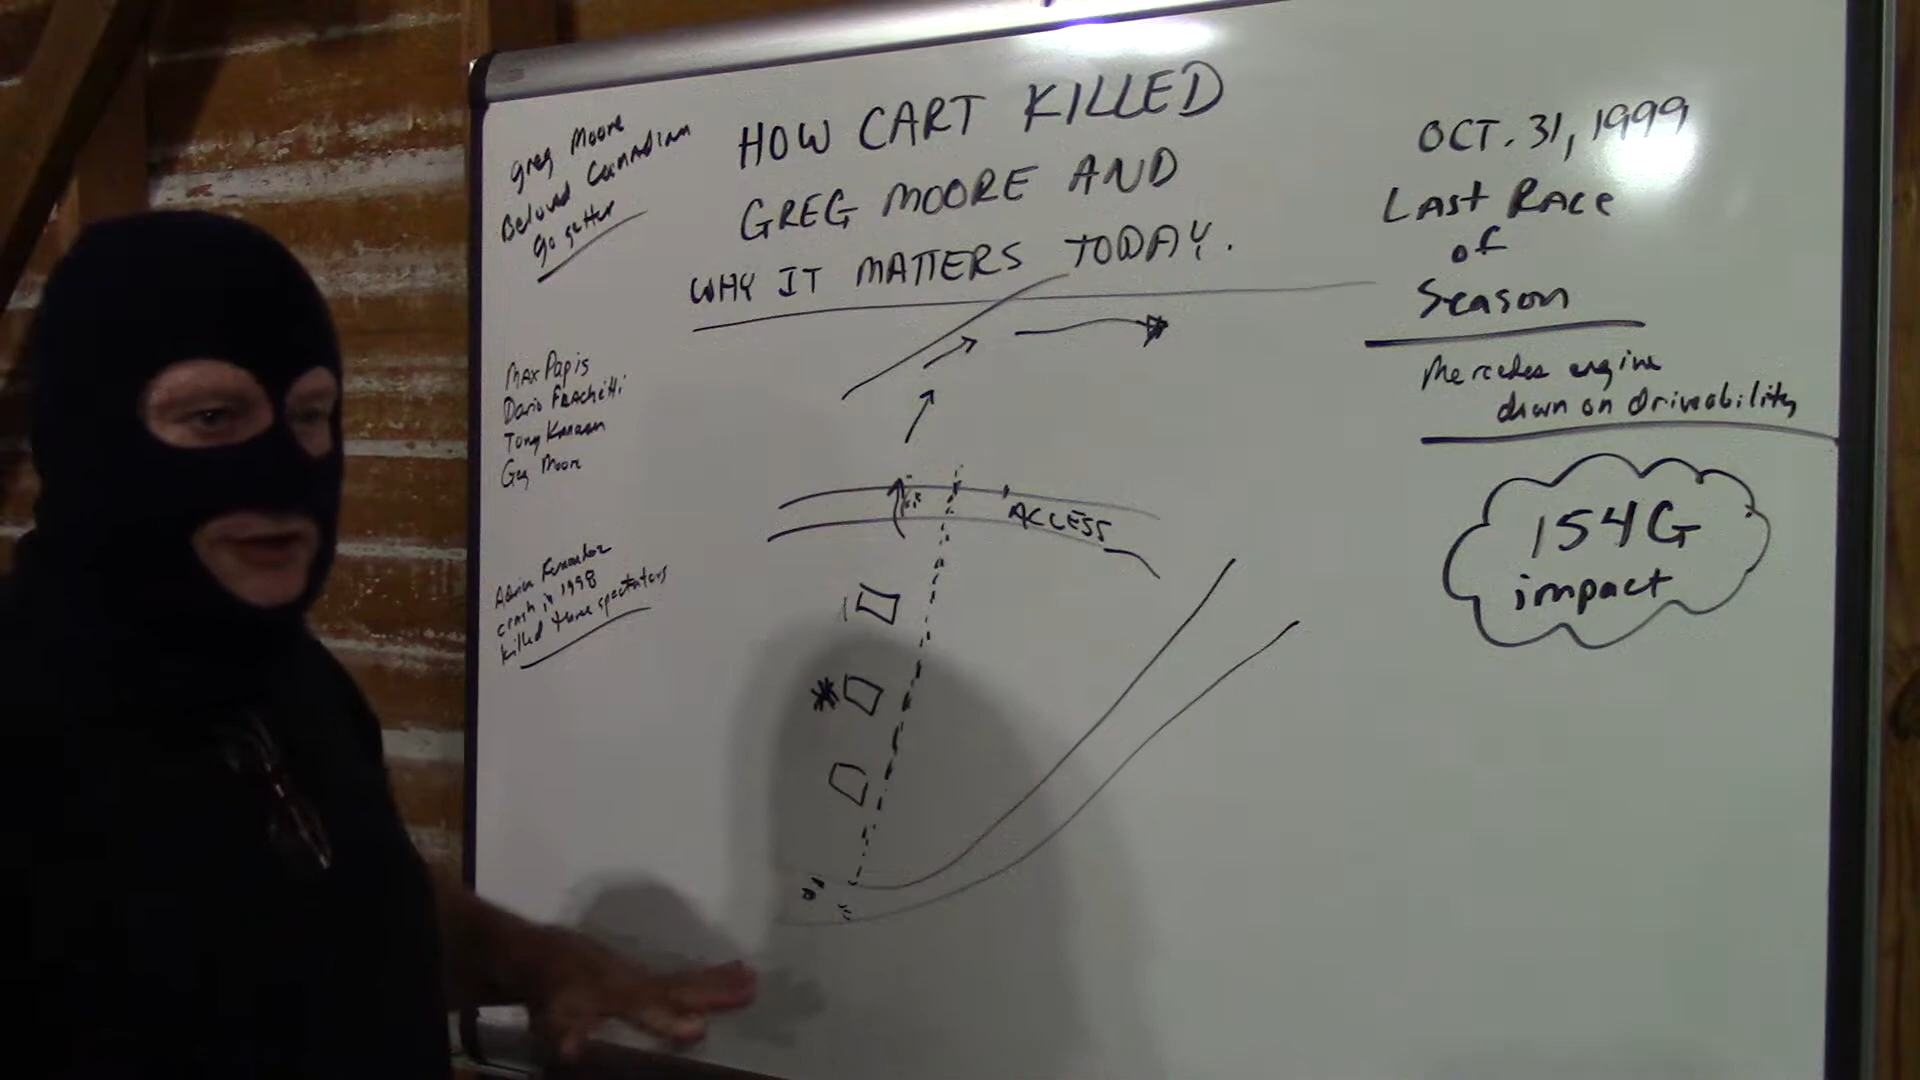 Greg Moore
Beloved Canadian
go getter
HOW CART KILLED
GREG MOORE AND
WHY IT MATTERS TODAY.
OCT. 31, 1999
LAST RACE
of
Season
Mercedes engine
down on driveability
154G
impact
Max Papis
Dario FRAchetti
Tony Kanaan
Greg Moore
Adrian Fernandez
crash in 1998
killed three spectators
ACCESS